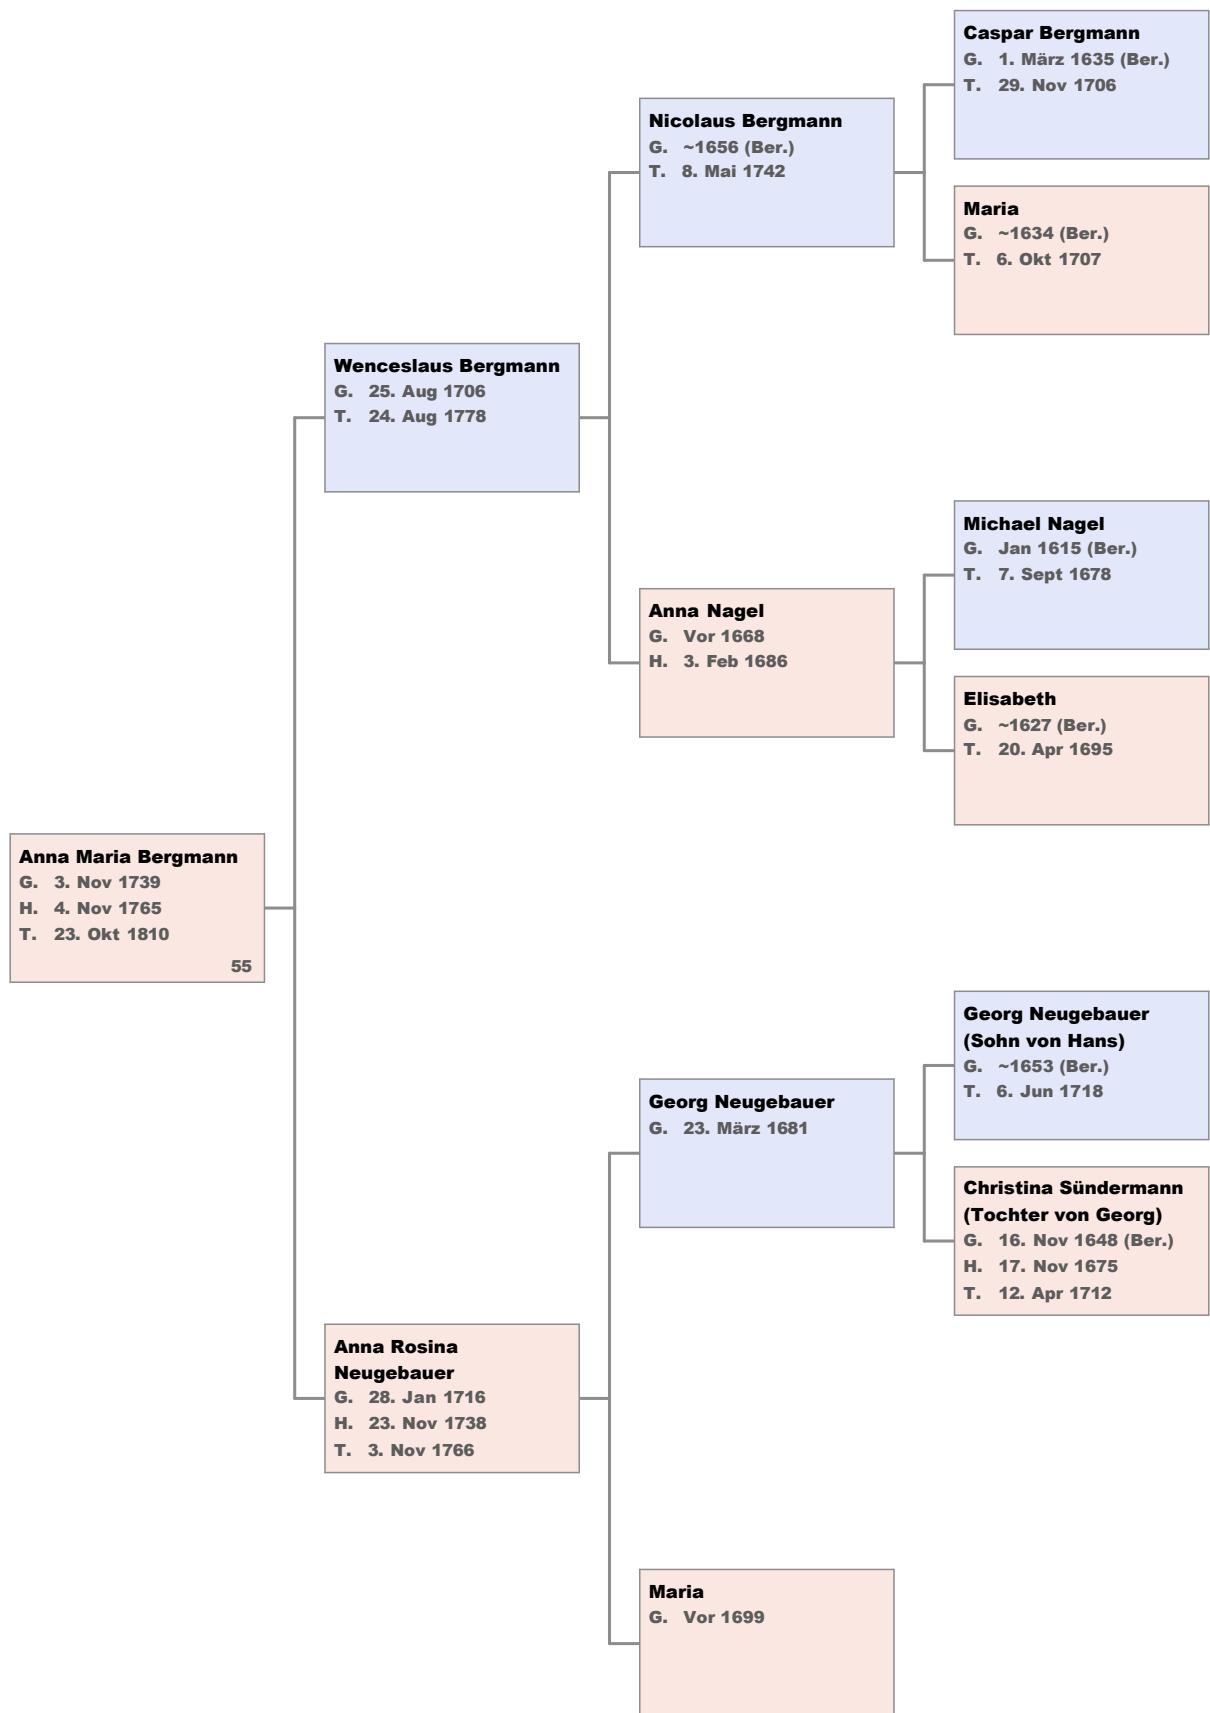 Caspar Bergmann
G. 1. März 1635 (Ber.)
T. 29. Nov 1706
Nicolaus Bergmann
G. ~1656 (Ber.)
T. 8. Mai 1742
Maria
G. ~1634 (Ber.)
T. 6. Okt 1707
Wenceslaus Bergmann
G. 25. Aug 1706
T. 24. Aug 1778
Michael Nagel
G. Jan 1615 (Ber.)
T. 7. Sept 1678
Anna Nagel
G. Vor 1668
H. 3. Feb 1686
Elisabeth
G. ~1627 (Ber.)
T. 20. Apr 1695
Anna Maria Bergmann
G. 3. Nov 1739
H. 4. Nov 1765
T. 23. Okt 1810
55
Georg Neugebauer
(Sohn von Hans)
G. ~1653 (Ber.)
T. 6. Jun 1718
Georg Neugebauer
G. 23. März 1681
Christina Sündermann
(Tochter von Georg)
G. 16. Nov 1648 (Ber.)
H. 17. Nov 1675
T. 12. Apr 1712
Anna Rosina
Neugebauer
G. 28. Jan 1716
H. 23. Nov 1738
T. 3. Nov 1766
Maria
G. Vor 1699